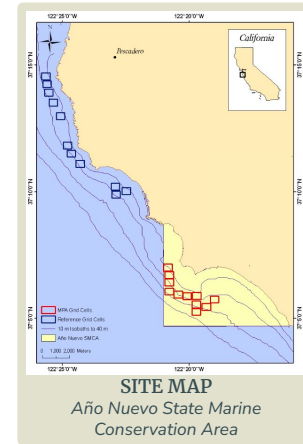 122°25'0"W 122°20'0"W
California
Pescadero
37°15'0"N 37°15'0"N
37°10'0"N 37°10'0"N
37°5'0"N 37°5'0"N
MPA Grid Cells
Reference Grid Cells
10 m Isobaths to 40 m
Año Nuevo SMCA
0 1,000 2,000 Meters
122°25'0"W 122°20'0"W
SITE MAP
Año Nuevo State Marine
Conservation Area